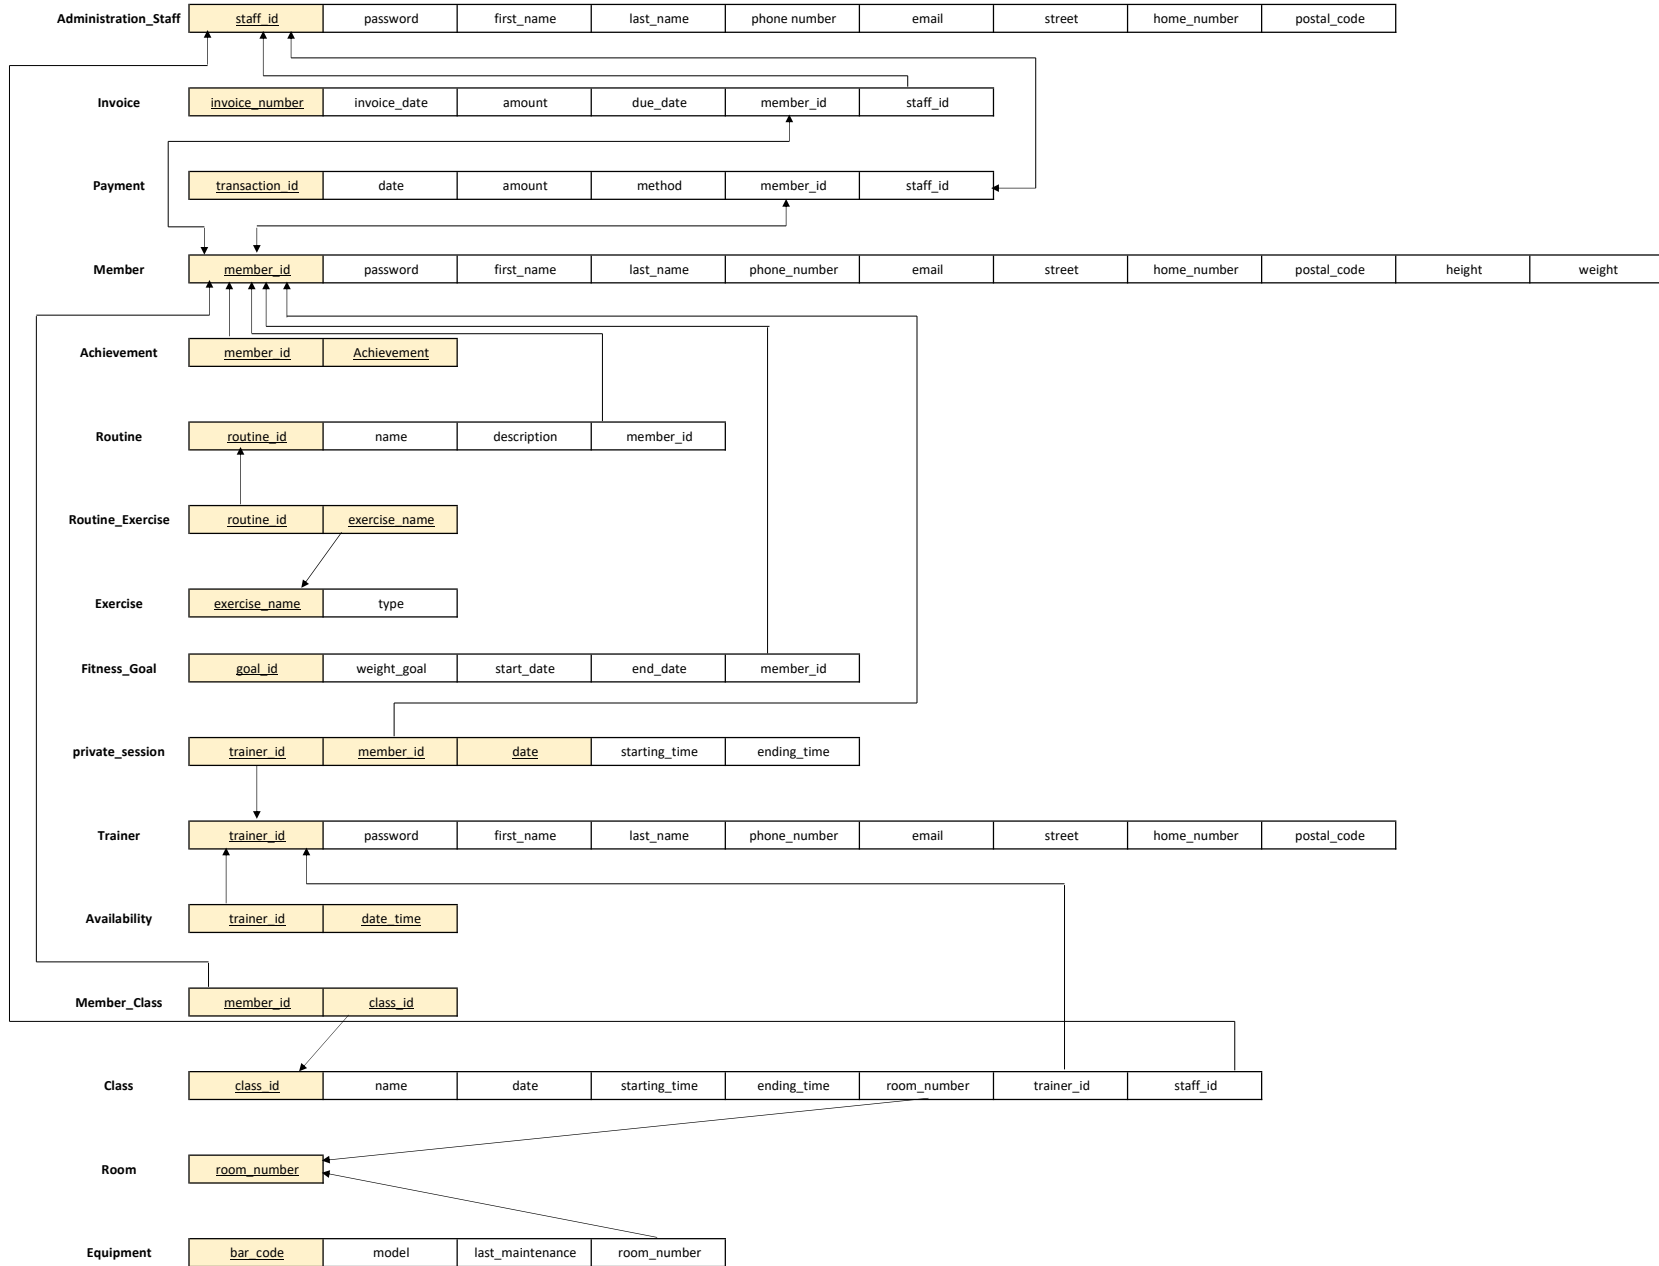 Administration_Staff staff_id password first_name last_name phone number email street home_number postal_code
Invoice invoice_number invoice_date amount due_date member_id staff_id
Payment transaction_id date amount method member_id staff_id
Member member_id password first_name last_name phone_number email street home_number postal_code height weight
Achievement member_id Achievement
Routine routine_id name description member_id
Routine_Exercise routine_id exercise_name
Exercise exercise_name type
Fitness_Goal goal_id weight_goal start_date end_date member_id
private_session trainer_id member_id date starting_time ending_time
Trainer trainer_id password first_name last_name phone_number email street home_number postal_code
Availability trainer_id date_time
Member_Class member_id class_id
Class class_id name date starting_time ending_time room_number trainer_id staff_id
Room room_number
Equipment bar_code model last_maintenance room_number